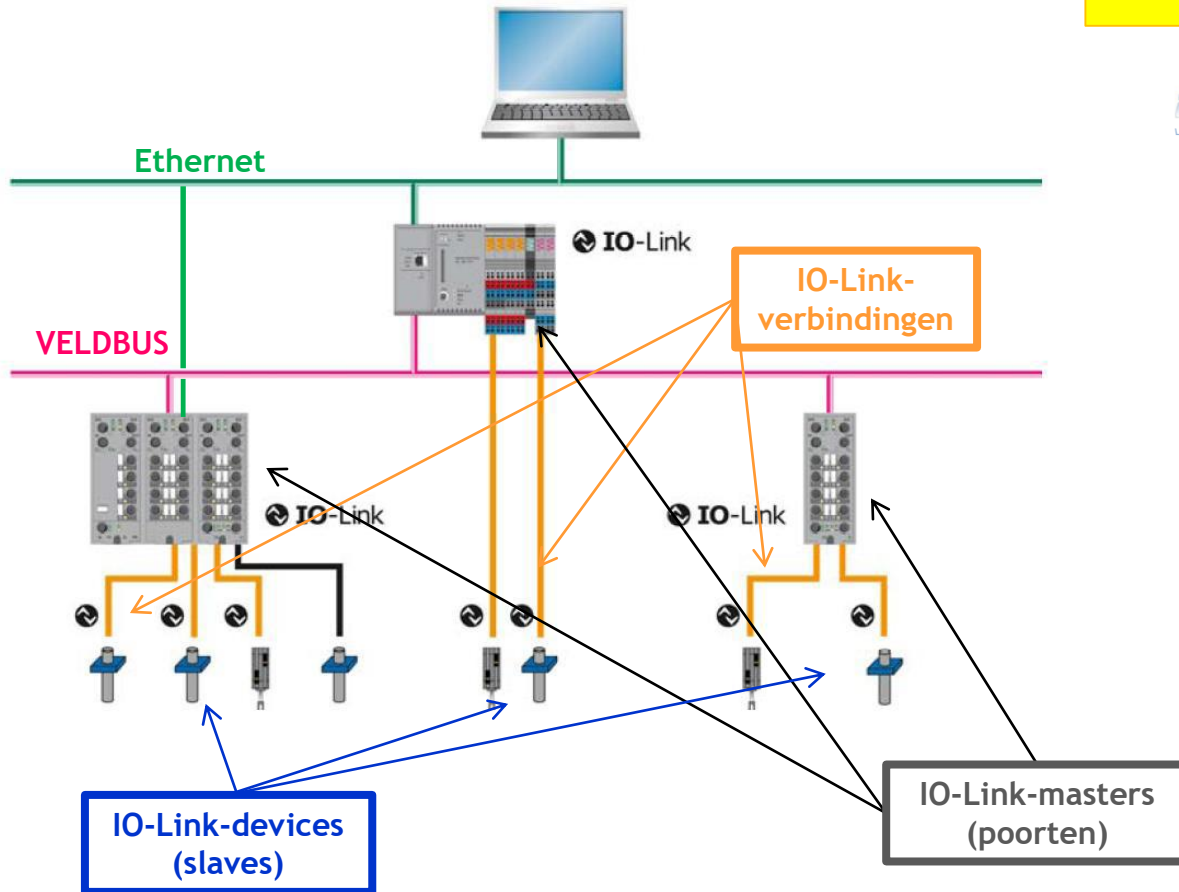 Ethernet
IO-Link
IO-Link-
verbindingen
VELDBUS
IO-Link
IO-Link
IO-Link-devices
(slaves)
IO-Link-masters
(poorten)